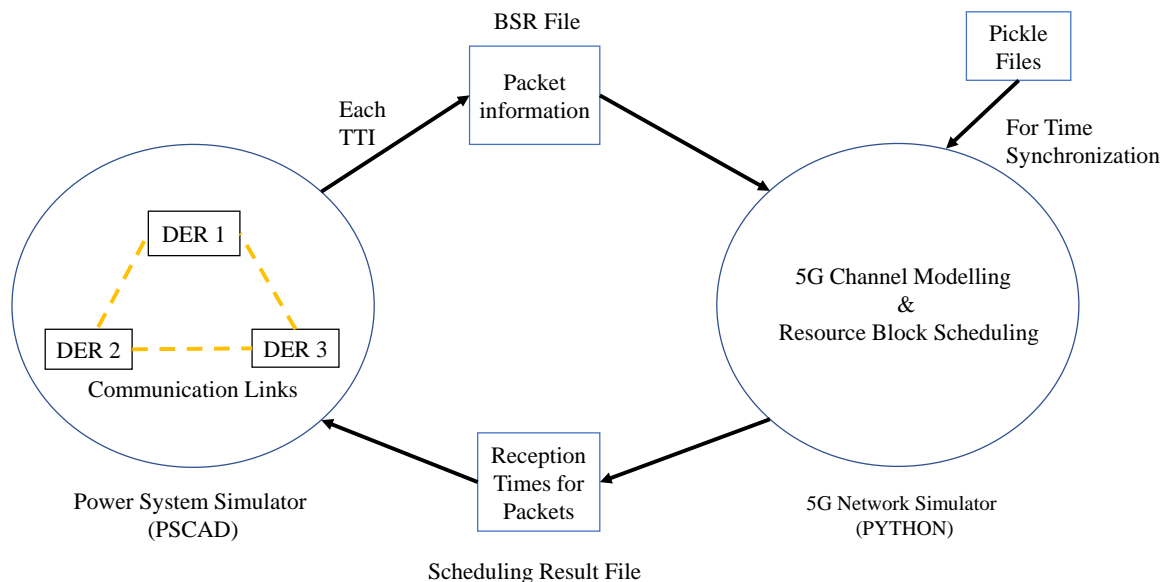 BSR File
Packet
information
Pickle
Files
Each
TTI
For Time
Synchronization
DER 1
DER 2
DER 3
Communication Links
5G Channel Modelling
&
Resource Block Scheduling
Reception
Times for
Packets
Power System Simulator
(PSCAD)
5G Network Simulator
(PYTHON)
Scheduling Result File